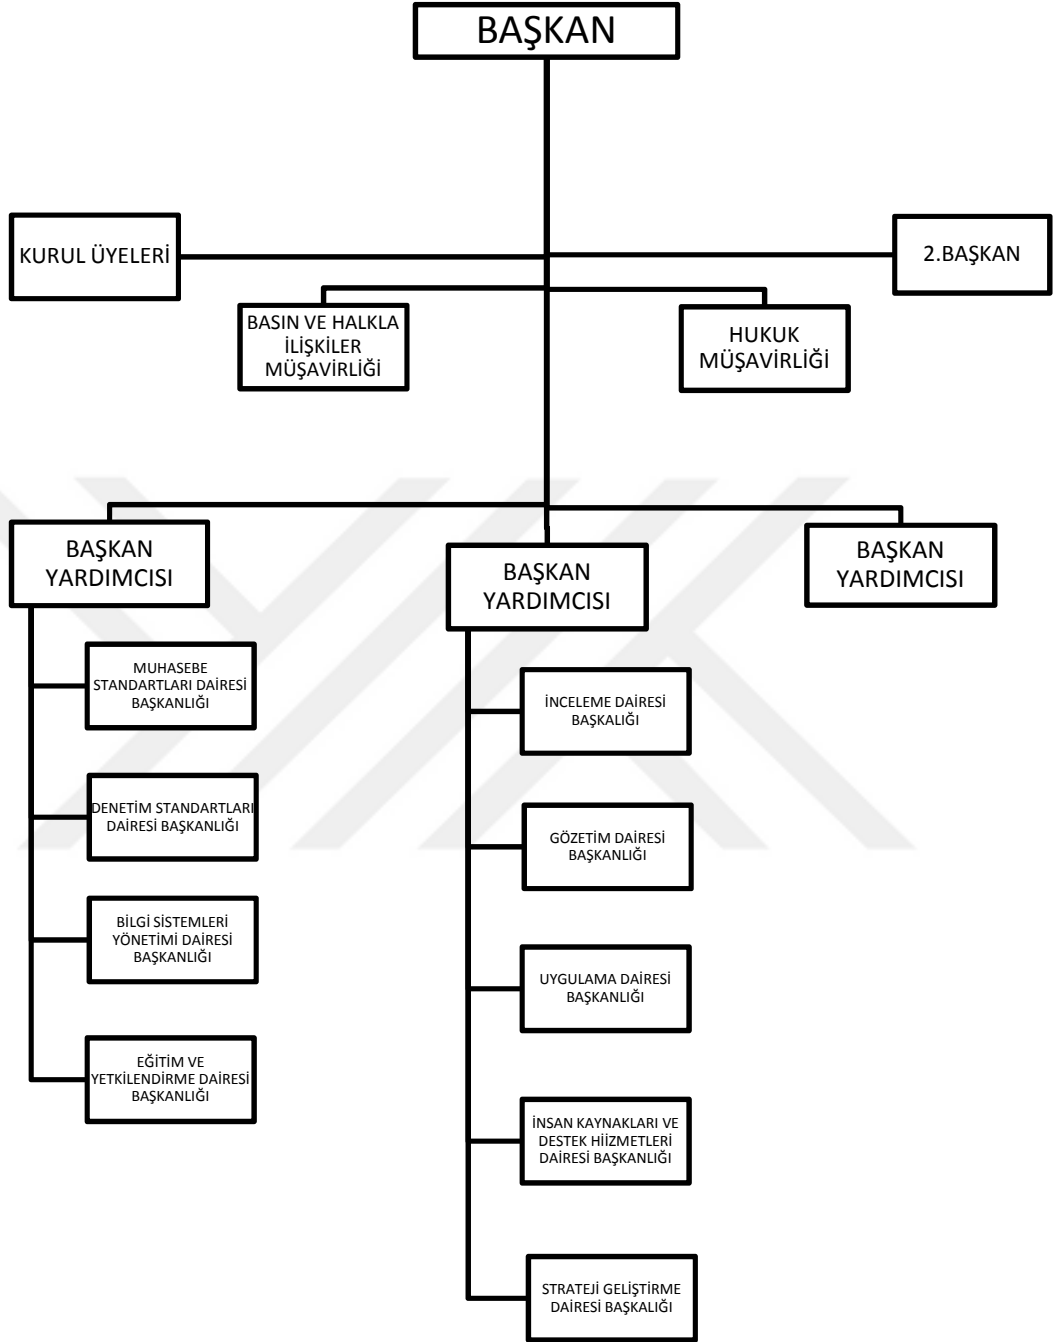 BAŞKAN
KURUL ÜYELERİ
2.BAŞKAN
BASIN VE HALKLA
İLİŞKİLER
MÜŞAVİRLİĞİ
HUKUK
MÜŞAVİRLİĞİ
BAŞKAN
YARDIMCISI
MUHASEBE
STANDARTLARI DAİRESİ
BAŞKANLIĞI
DENETİM STANDARTLARI
DAİRESİ BAŞKANLIĞI
BİLGİ SİSTEMLERİ
YÖNETİMİ DAİRESİ
BAŞKANLIĞI
EĞİTİM VE
YETKİLENDİRME DAİRESİ
BAŞKANLIĞI
BAŞKAN
YARDIMCISI
İNCELEME DAİRESİ
BAŞKALIĞI
GÖZETİM DAİRESİ
BAŞKANLIĞI
UYGULAMA DAİRESİ
BAŞKANLIĞI
İNSAN KAYNAKLARI VE
DESTEK HİİZMETLERİ
DAİRESİ BAŞKANLIĞI
STRATEJİ GELİŞTİRME
DAİRESİ BAŞKALIĞI
BAŞKAN
YARDIMCISI